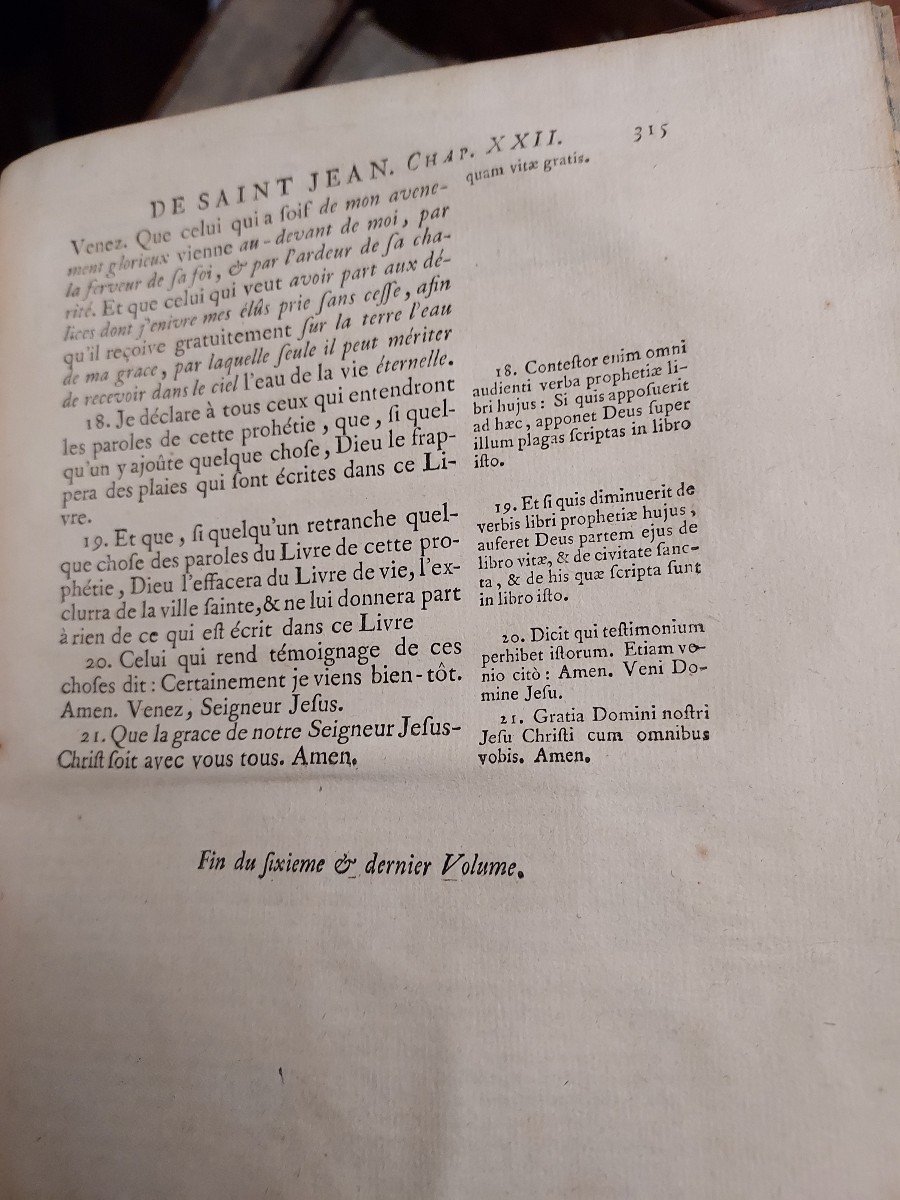 DE SAINT JEAN. CHAP. XXII. 315
Venez. Que celui qui a ſoif de mon avene-
ment glorieux vienne au-devant de moi, par
la ferveur de ſa foi, & par l'ardeur de ſa cha-
rité. Et que celui qui veut avoir part aux dé-
lices dont j'enivre mes élûs prie ſans ceſſe, afin
qu'il reçoive gratuitement ſur la terre l'eau
de ma grace, par laquelle ſeule il peut mériter
de recevoir dans le ciel l'eau de la vie éternelle.
18. Je déclare à tous ceux qui entendront
les paroles de cette prohétie, que, ſi quel-
qu'un y ajoûte quelque choſe, Dieu le frap-
pera des plaies qui ſont écrites dans ce Li-
vre.
19. Et que, ſi quelqu'un retranche quel-
que choſe des paroles du Livre de cette pro-
phétie, Dieu l'effacera du Livre de vie, l'ex-
clurra de la ville ſainte, & ne lui donnera part
à rien de ce qui eſt écrit dans ce Livre
20. Celui qui rend témoignage de ces
choſes dit: Certainement je viens bien-tôt.
Amen. Venez, Seigneur Jeſus.
21. Que la grace de notre Seigneur Jeſus-
Chriſt ſoit avec vous tous. Amen.
quam vitæ gratis.
18. Conteſtor enim omni
audienti verba prophetiæ li-
bri hujus: Si quis appoſuerit
ad hæc, apponet Deus ſuper
illum plagas ſcriptas in libro
iſto.
19. Et ſi quis diminuerit de
verbis libri prophetiæ hujus,
auferet Deus partem ejus de
libro vitæ, & de civitate ſanc-
ta, & de his quæ ſcripta ſunt
in libro iſto.
20. Dicit qui teſtimonium
perhibet iſtorum. Etiam ve-
nio citò: Amen. Veni Do-
mine Jeſu.
21. Gratia Domini noſtri
Jeſu Chriſti cum omnibus
vobis. Amen.
Fin du ſixieme & dernier Volume.